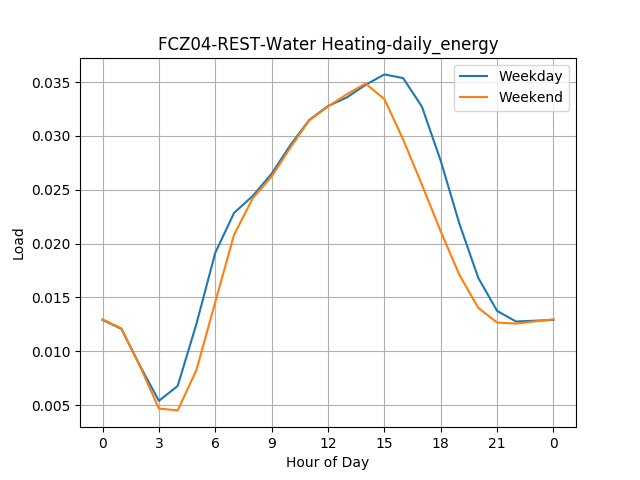 FCZ04-REST-Water Heating-daily_energy
Weekday
Weekend
0.035
0.030
0.025
0.020
0.015
0.010
0.005
Load
0 3 6 9 12 15 18 21 0
Hour of Day